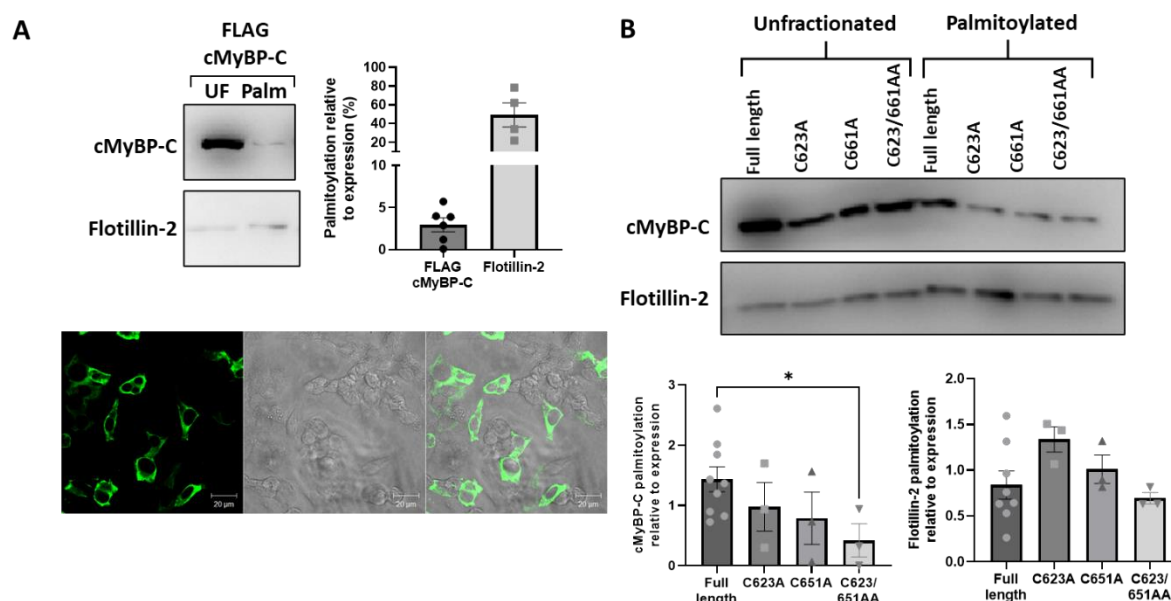 A
FLAG
cMyBP-C
UF Palm
cMyBP-C
Flotillin-2
Palmitoylation relative
to expression (%)
100
80
60
40
20
10
5
0
FLAG
cMyBP-C
Flotillin-2
20 µm
20 µm
20 µm
B
Unfractionated
Palmitoylated
Full length
C623A
C661A
C623/661AA
Full length
C623A
C661A
C623/661AA
cMyBP-C
Flotillin-2
cMyBP-C palmitoylation
relative to expression
3
2
1
0
*
Full
length
C623A
C651A
C623/
651AA
Flotillin-2 palmitoylation
relative to expression
2.0
1.5
1.0
0.5
0.0
Full
length
C623A
C651A
C623/
651AA